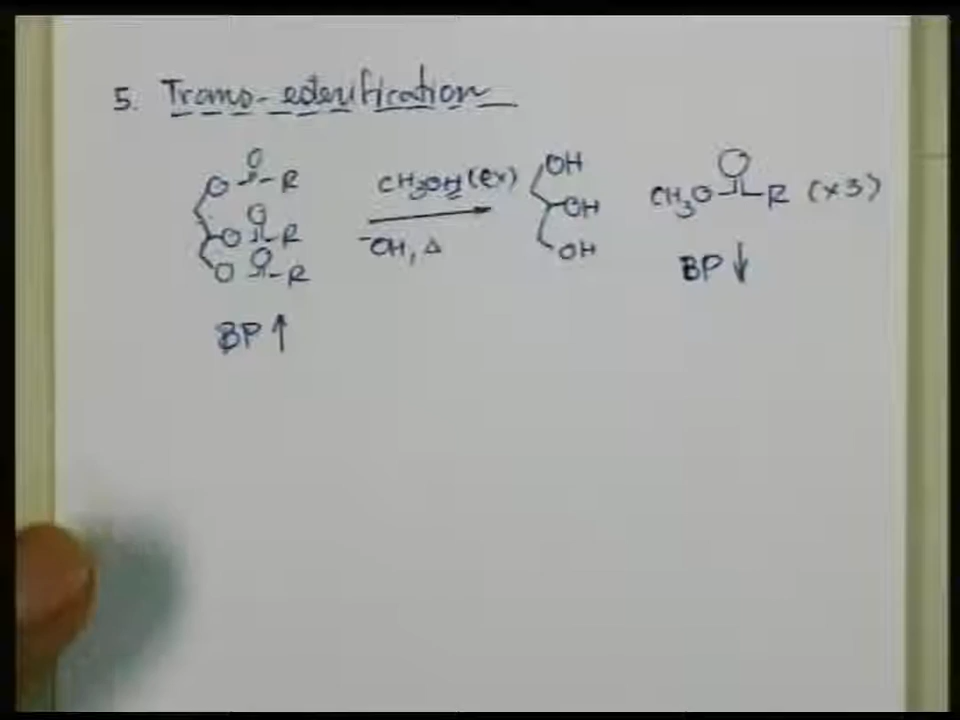 5. Trans-esterification
O O R CH₃OH (ex) OH CH₃O O R (x3)
O O R ⁻OH, Δ OH
O O R OH BP ↓
BP ↑